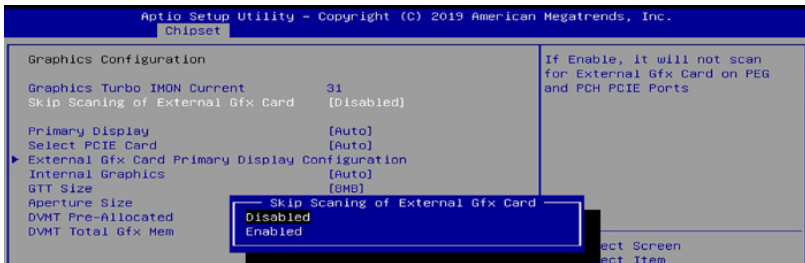 Aptio Setup Utility – Copyright (C) 2019 American Megatrends, Inc.
Chipset
Graphics Configuration
Graphics Turbo IMON Current 31
Skip Scaning of External Gfx Card [Disabled]
Primary Display [Auto]
Select PCIE Card [Auto]
External Gfx Card Primary Display Configuration
Internal Graphics [Auto]
GTT Size [8MB]
Aperture Size
DVMT Pre-Allocated
DVMT Total Gfx Mem
Skip Scaning of External Gfx Card
Disabled
Enabled
If Enable, it will not scan
for External Gfx Card on PEG
and PCH PCIE Ports
ect Screen
ect Item